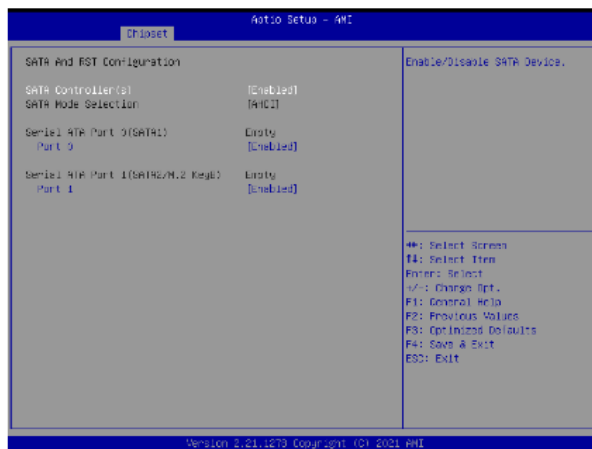 Aptio Setup - AMI
Chipset
SATA And RST Configuration
Enable/Disable SATA Device.
SATA Controller(s) [Enabled]
SATA Mode Selection [AHCI]
Serial ATA Port 0(SATA1) Empty
Port 0 [Enabled]
Serial ATA Port 1(SATA2/M.2 KeyB) Empty
Port 1 [Enabled]
→←: Select Screen
↑↓: Select Item
Enter: Select
+/-: Change Opt.
F1: General Help
F2: Previous Values
F3: Optimized Defaults
F4: Save & Exit
ESC: Exit
Version 2.21.1278 Copyright (C) 2021 AMI